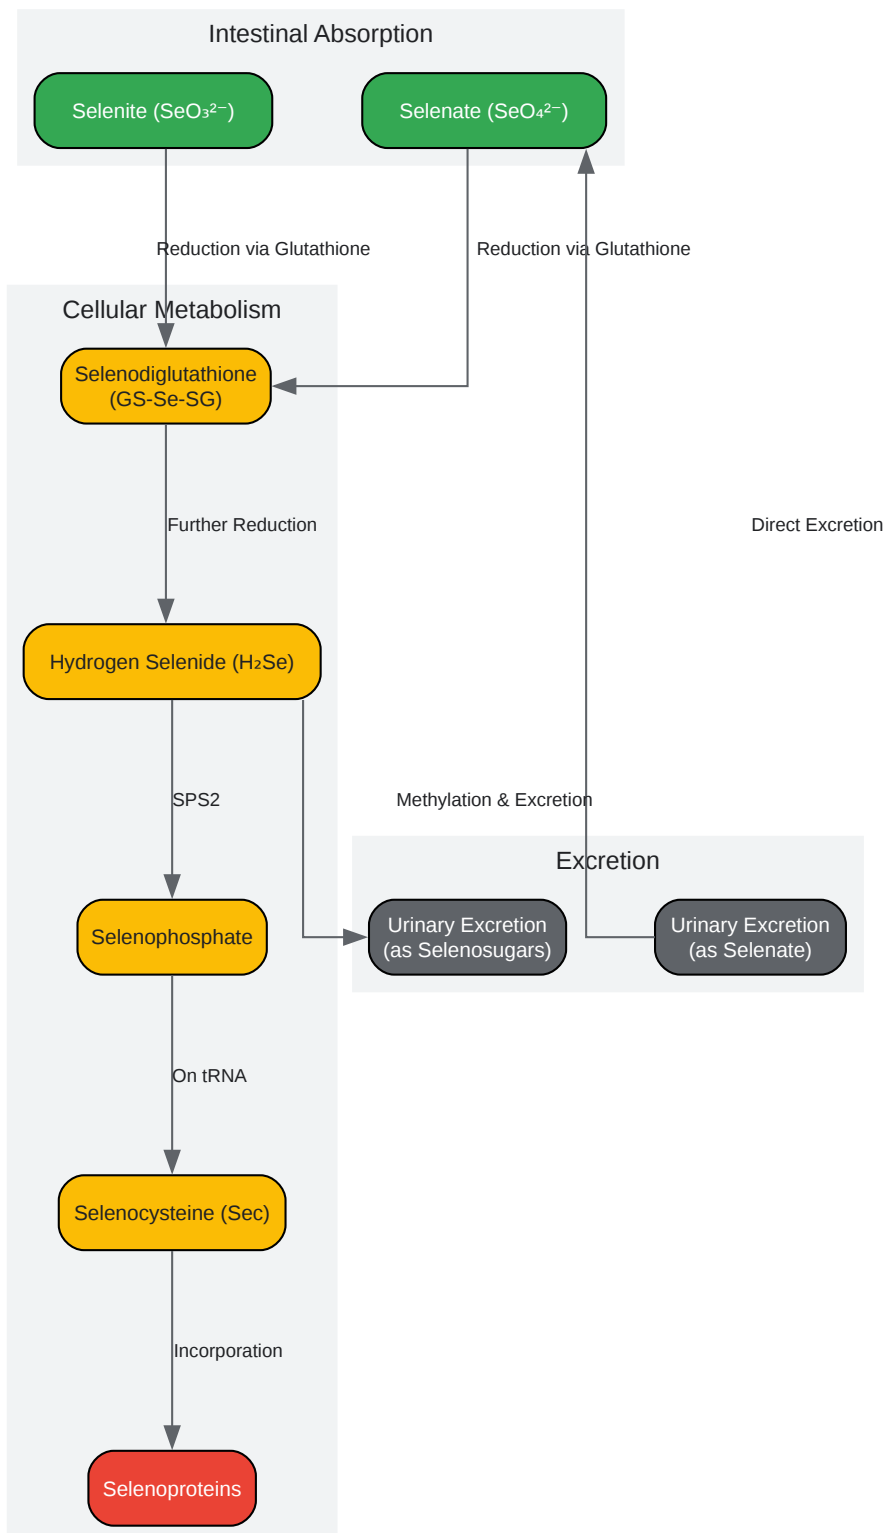 Intestinal Absorption
Selenite (SeO₃²⁻)
Selenate (SeO₄²⁻)
Reduction via Glutathione
Reduction via Glutathione
Cellular Metabolism
Selenodiglutathione
(GS-Se-SG)
Further Reduction
Direct Excretion
Hydrogen Selenide (H₂Se)
SPS2
Methylation & Excretion
Excretion
Selenophosphate
Urinary Excretion
(as Selenosugars)
Urinary Excretion
(as Selenate)
On tRNA
Selenocysteine (Sec)
Incorporation
Selenoproteins